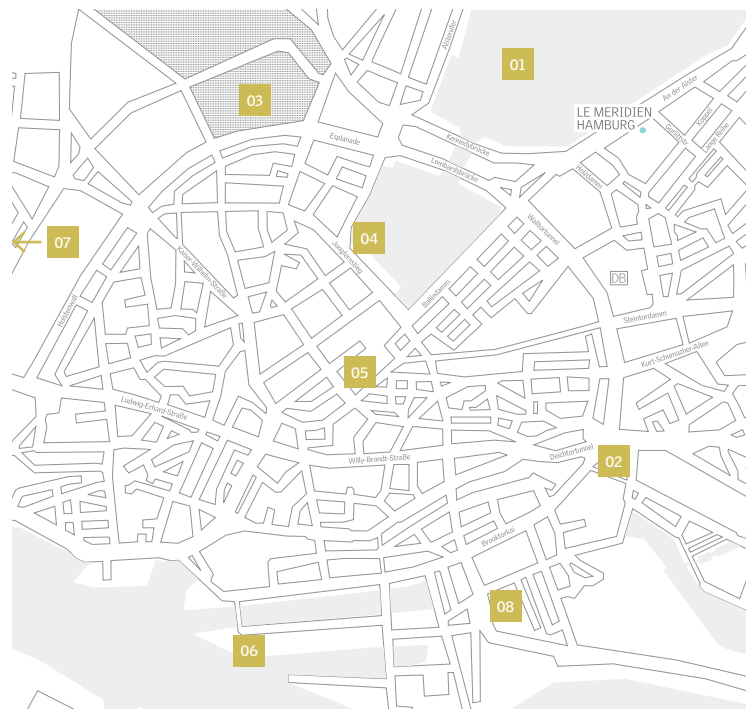 Alsterufer
01
An der Alster
03
LE MERIDIEN
HAMBURG
Koppel
Gurlittstr.
Lange Reihe
Esplanade
Kennedybrücke
Lombardsbrücke
Holzdamm
04
Walltortunnel
07
Jungfernstieg
Kaiser-Wilhelm-Straße
DB
Ballindamm
Holstenwall
Steintordamm
Kurt-Schumacher-Allee
05
Ludwig-Erhard-Straße
Willy-Brandt-Straße
Deichtortunnel
02
Brooktorkai
08
06